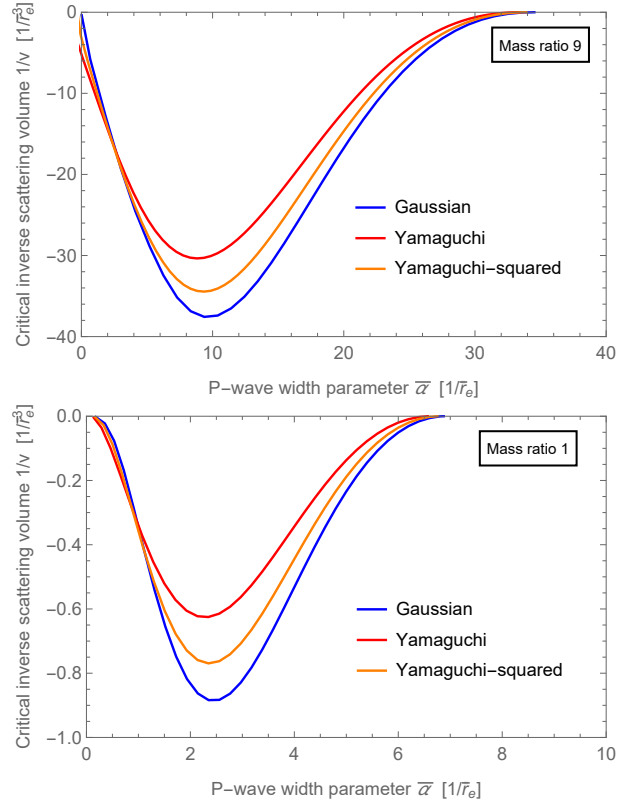 Critical inverse scattering volume 1/v [1/r̄³ₑ]
0
−10
−20
−30
−40
Mass ratio 9
Gaussian
Yamaguchi
Yamaguchi−squared
0 10 20 30 40
P−wave width parameter α̅ [1/r̄ₑ]
Critical inverse scattering volume 1/v [1/r̄³ₑ]
0.0
−0.2
−0.4
−0.6
−0.8
−1.0
Mass ratio 1
Gaussian
Yamaguchi
Yamaguchi−squared
0 2 4 6 8 10
P−wave width parameter α̅ [1/r̄ₑ]